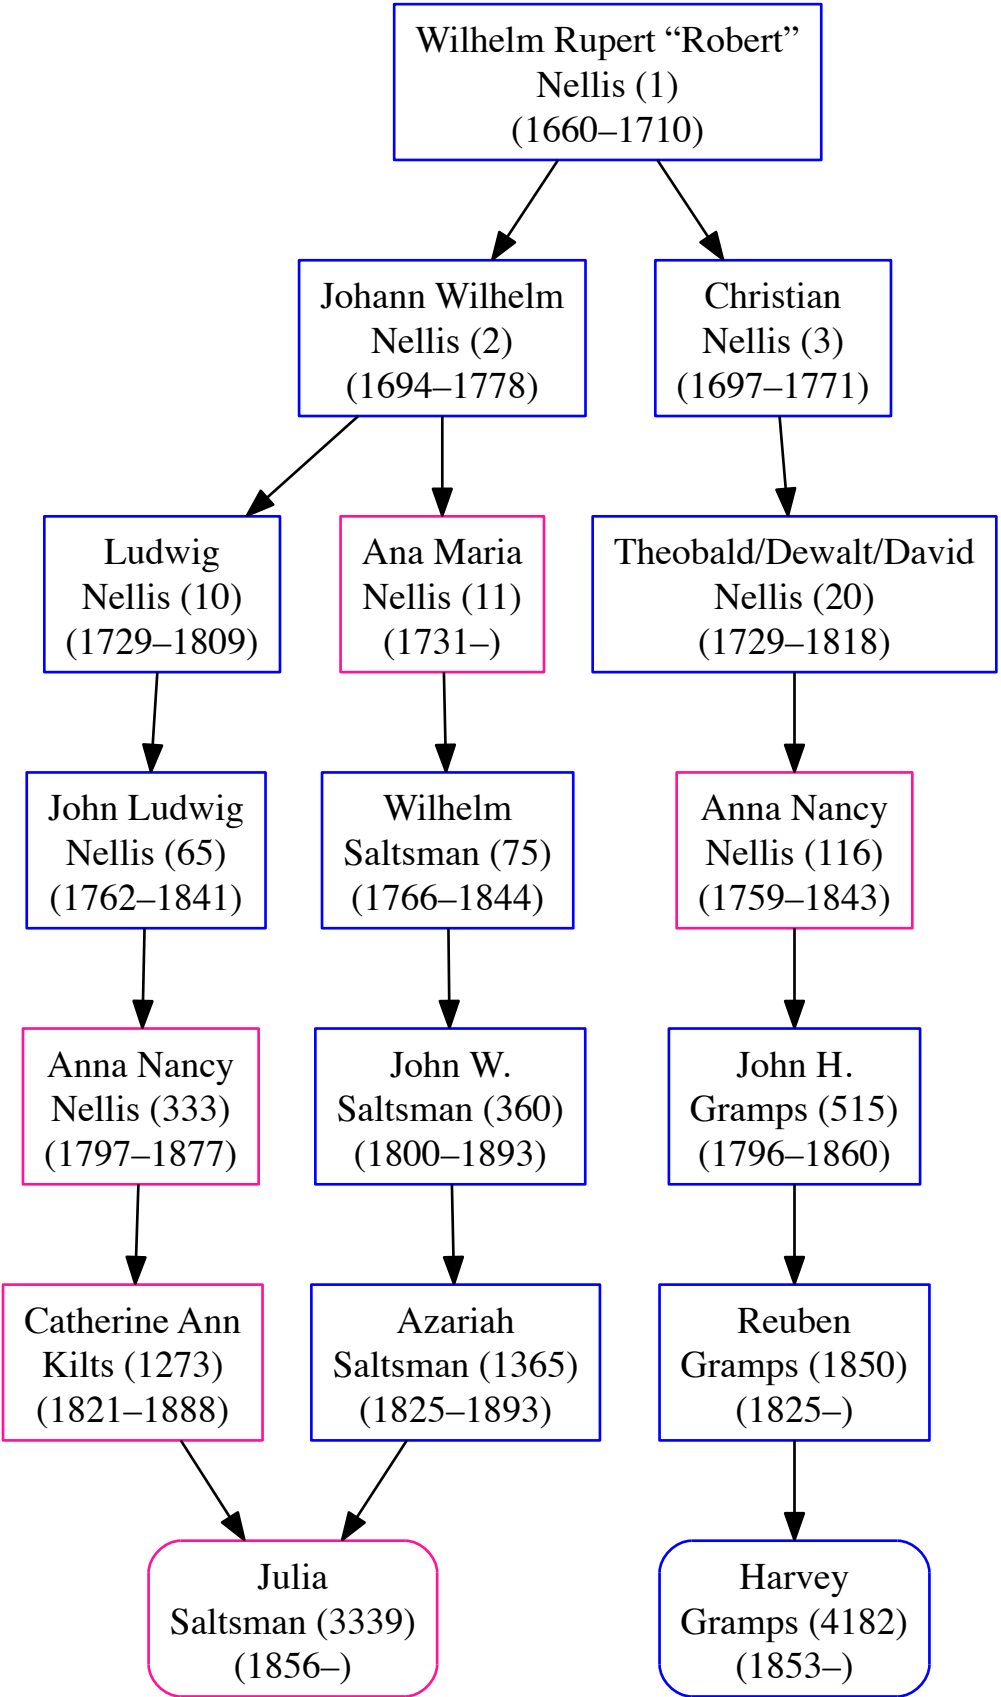 Wilhelm Rupert “Robert”
Nellis (1)
(1660–1710)
Johann Wilhelm
Nellis (2)
(1694–1778)
Christian
Nellis (3)
(1697–1771)
Ludwig
Nellis (10)
(1729–1809)
Ana Maria
Nellis (11)
(1731–)
Theobald/Dewalt/David
Nellis (20)
(1729–1818)
John Ludwig
Nellis (65)
(1762–1841)
Wilhelm
Saltsman (75)
(1766–1844)
Anna Nancy
Nellis (116)
(1759–1843)
Anna Nancy
Nellis (333)
(1797–1877)
John W.
Saltsman (360)
(1800–1893)
John H.
Gramps (515)
(1796–1860)
Catherine Ann
Kilts (1273)
(1821–1888)
Azariah
Saltsman (1365)
(1825–1893)
Reuben
Gramps (1850)
(1825–)
Julia
Saltsman (3339)
(1856–)
Harvey
Gramps (4182)
(1853–)